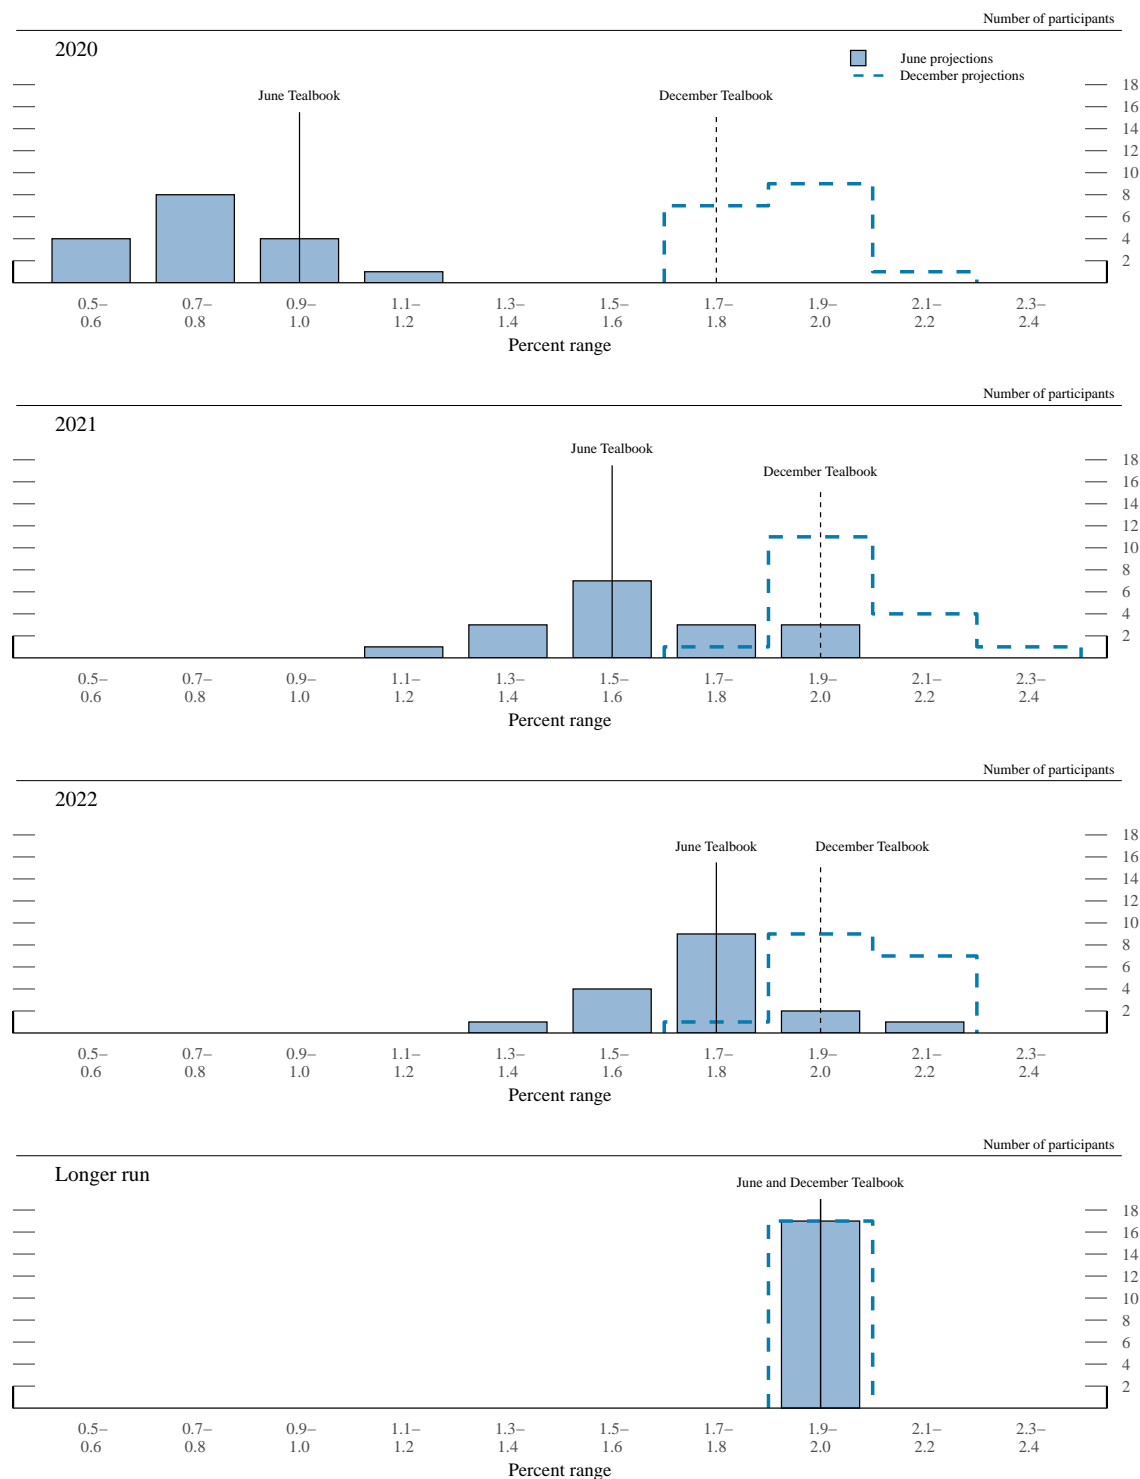 Number of participants
2020
June projections
December projections
June Tealbook
December Tealbook
18
16
14
12
10
8
6
4
2
0.5– 0.7– 0.9– 1.1– 1.3– 1.5– 1.7– 1.9– 2.1– 2.3–
0.6 0.8 1.0 1.2 1.4 1.6 1.8 2.0 2.2 2.4
Percent range
Number of participants
2021
June Tealbook
December Tealbook
18
16
14
12
10
8
6
4
2
0.5– 0.7– 0.9– 1.1– 1.3– 1.5– 1.7– 1.9– 2.1– 2.3–
0.6 0.8 1.0 1.2 1.4 1.6 1.8 2.0 2.2 2.4
Percent range
Number of participants
2022
June Tealbook
December Tealbook
18
16
14
12
10
8
6
4
2
0.5– 0.7– 0.9– 1.1– 1.3– 1.5– 1.7– 1.9– 2.1– 2.3–
0.6 0.8 1.0 1.2 1.4 1.6 1.8 2.0 2.2 2.4
Percent range
Number of participants
Longer run
June and December Tealbook
18
16
14
12
10
8
6
4
2
0.5– 0.7– 0.9– 1.1– 1.3– 1.5– 1.7– 1.9– 2.1– 2.3–
0.6 0.8 1.0 1.2 1.4 1.6 1.8 2.0 2.2 2.4
Percent range